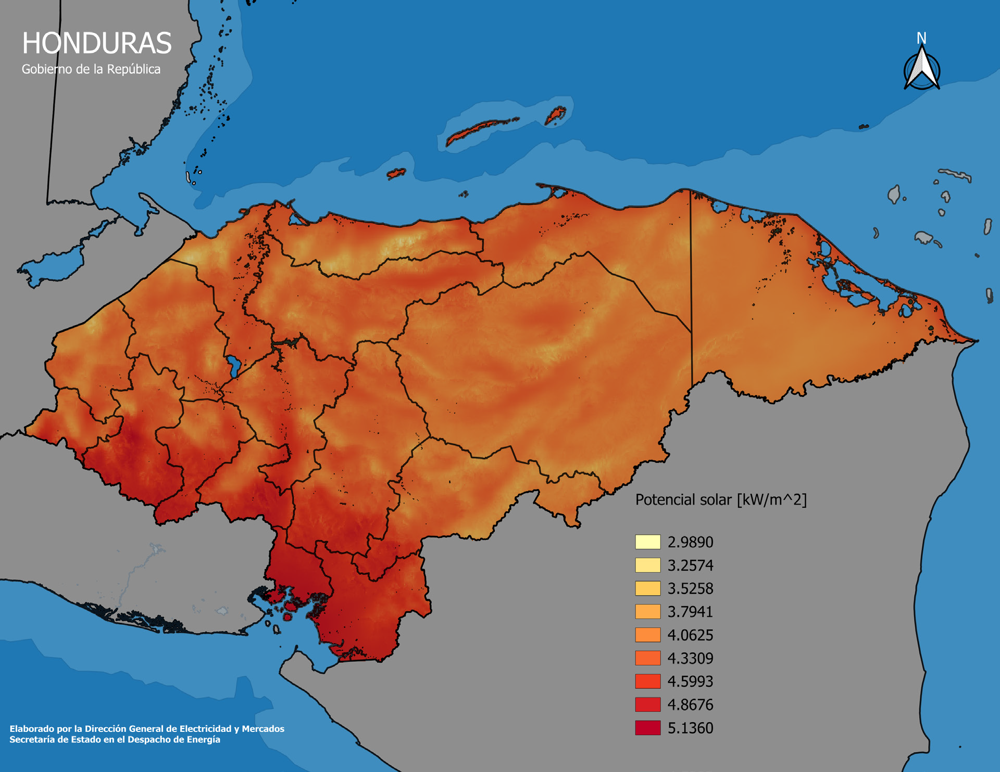 HONDURAS
Gobierno de la República
N
Potencial solar [kW/m^2]
2.9890
3.2574
3.5258
3.7941
4.0625
4.3309
4.5993
4.8676
5.1360
Elaborado por la Dirección General de Electricidad y Mercados
Secretaría de Estado en el Despacho de Energía